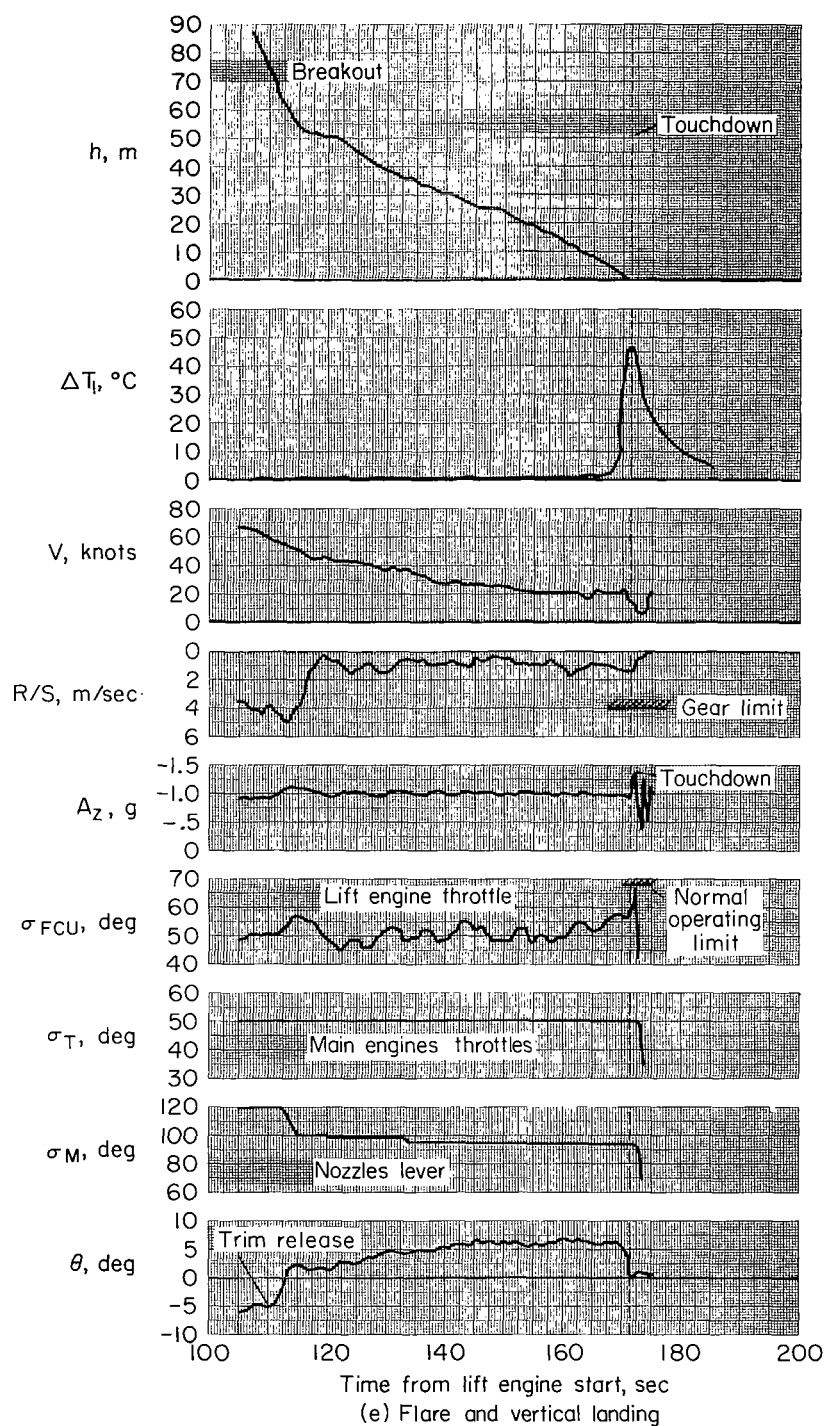 90
80
70
60
50
40
30
20
10
0
h, m
Breakout
Touchdown
60
50
40
30
20
10
0
ΔTᵢ, °C
80
60
40
20
0
V, knots
0
2
4
6
R/S, m/sec
Gear limit
-1.5
-1.0
-.5
0
A_Z, g
Touchdown
70
60
50
40
σ_FCU, deg
Lift engine throttle
Normal
operating
limit
60
50
40
30
σ_T, deg
Main engines throttles
120
100
80
60
σ_M, deg
Nozzles lever
10
5
0
-5
-10
θ, deg
Trim release
100 120 140 160 180 200
Time from lift engine start, sec
(e) Flare and vertical landing